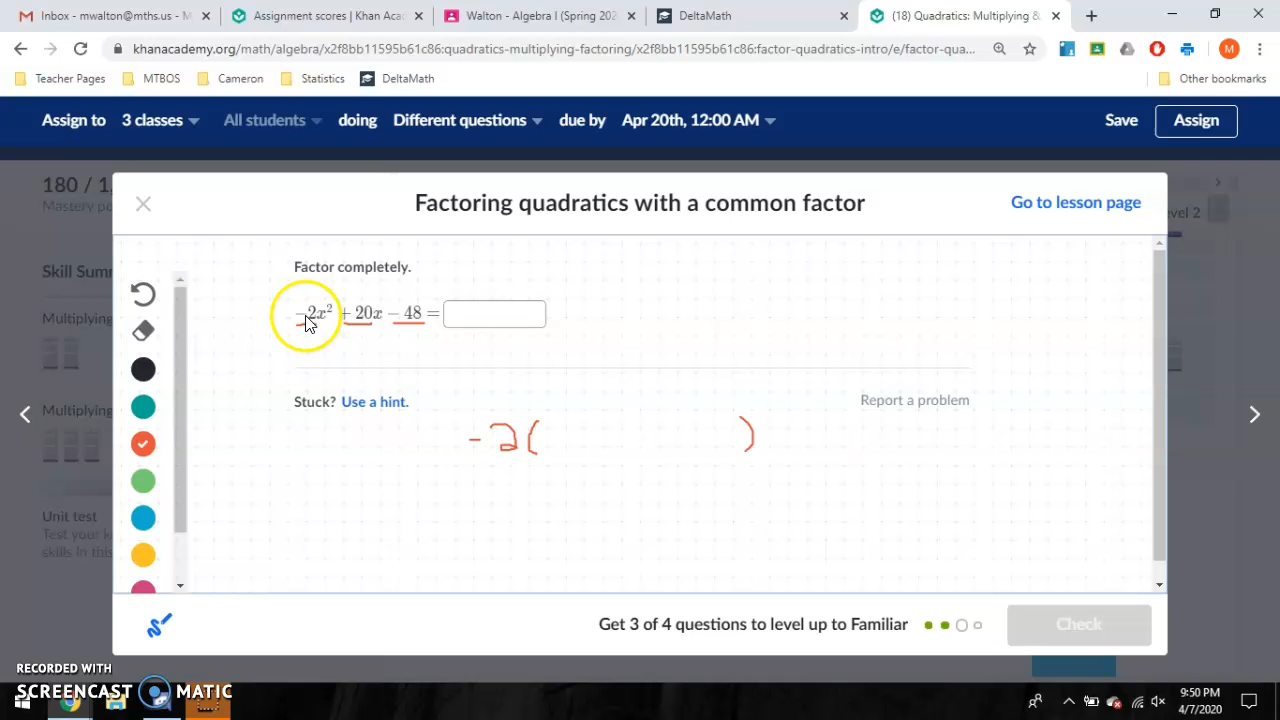 Inbox - mwalton@mths.us - M
Assignment scores | Khan Aca
Walton - Algebra I (Spring 202
DeltaMath
(18) Quadratics: Multiplying &
khanacademy.org/math/algebra/x2f8bb11595b61c86:quadratics-multiplying-factoring/x2f8bb11595b61c86:factor-quadratics-intro/e/factor-qua...
M
Teacher Pages
MTBOS
Cameron
Statistics
DeltaMath
Other bookmarks
Assign to 3 classes All students doing Different questions due by Apr 20th, 12:00 AM Save Assign
180 / 1,
Mastery po
Level 2
Factoring quadratics with a common factor
Go to lesson page
Skill Summ
Multiplying
Multiplying
Unit test
Test your k
skills in this
Factor completely.
−2x² + 20x − 48 =
Stuck? Use a hint.
Report a problem
-2( )
Get 3 of 4 questions to level up to Familiar
Check
RECORDED WITH
SCREENCAST MATIC
9:50 PM
4/7/2020